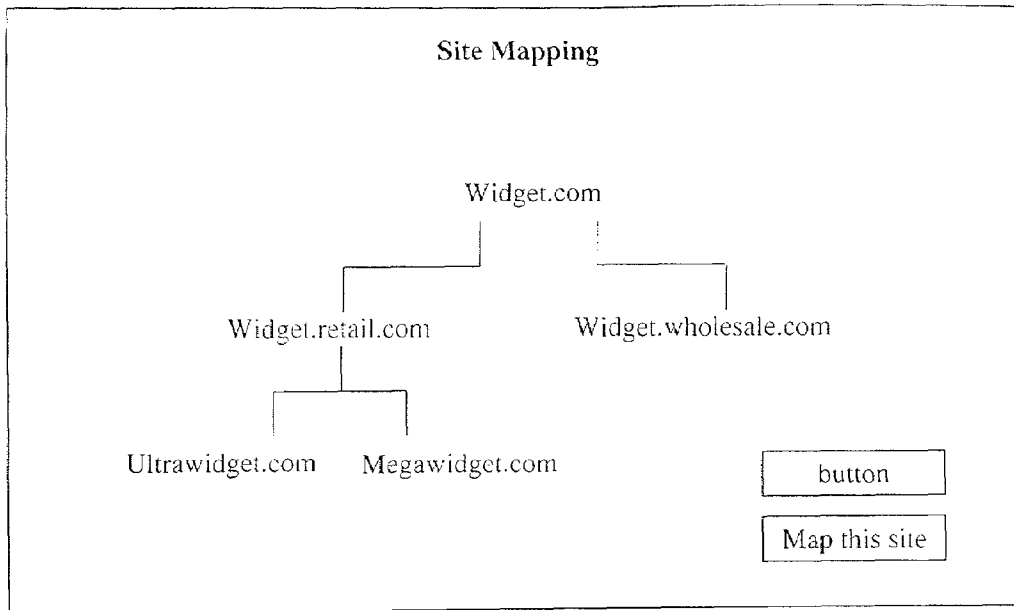 Site Mapping
Widget.com
Widget.retail.com Widget.wholesale.com
Ultrawidget.com Megawidget.com
button
Map this site